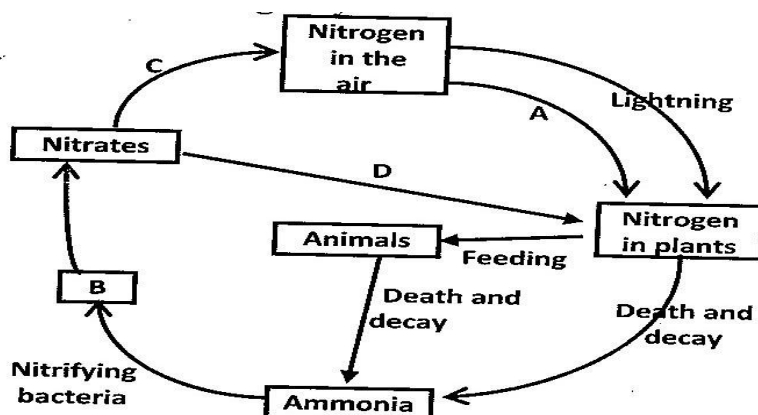 Nitrogen
in the
air
C
Lightning
A
Nitrates
D
Nitrogen
in plants
Animals
Feeding
B
Death and
decay
Death and
decay
Nitrifying
bacteria
Ammonia